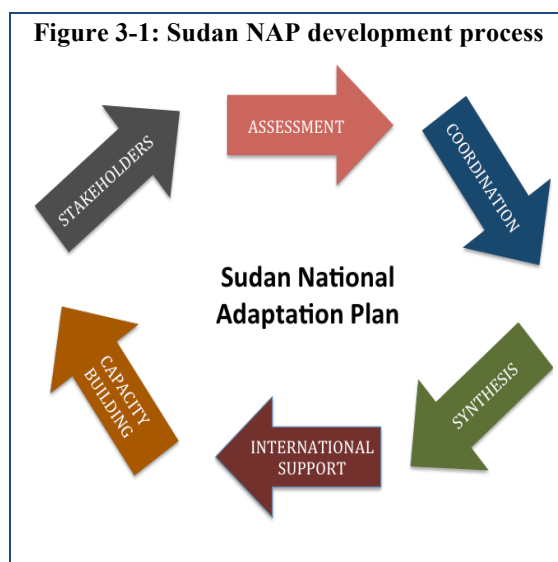 Figure 3-1: Sudan NAP development process
ASSESSMENT
COORDINATION
SYNTHESIS
INTERNATIONAL
SUPPORT
CAPACITY
BUILDING
STAKEHOLDERS
Sudan National
Adaptation Plan